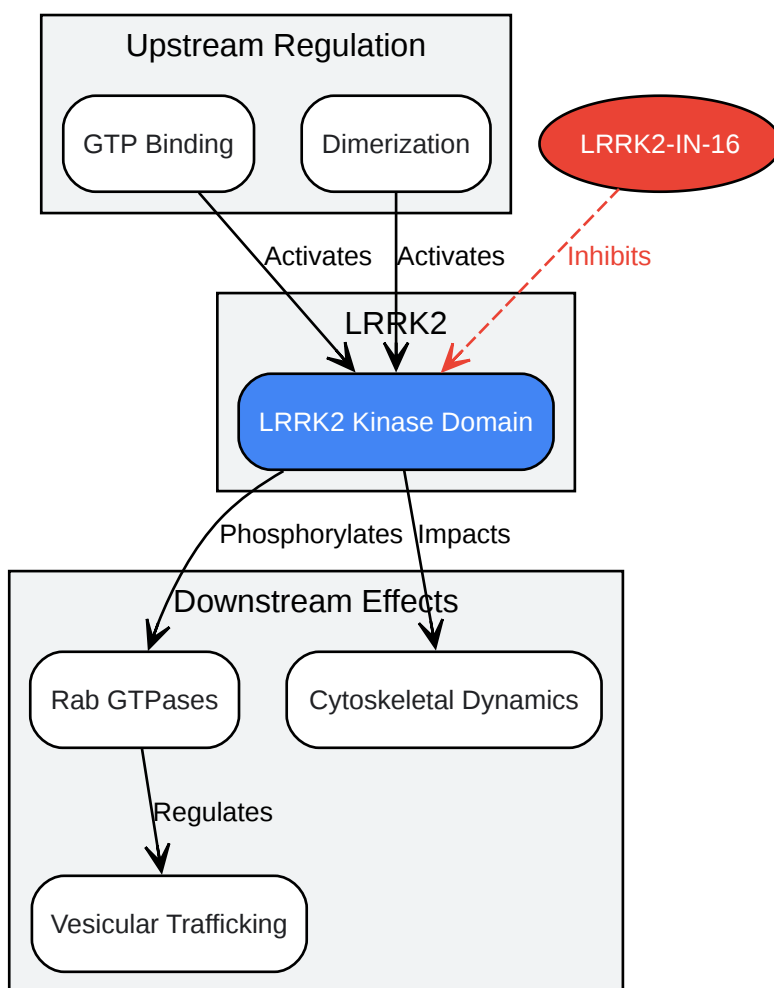 Upstream Regulation
GTP Binding
Dimerization
LRRK2-IN-16
Activates
Activates
Inhibits
LRRK2
LRRK2 Kinase Domain
Phosphorylates
Impacts
Downstream Effects
Rab GTPases
Cytoskeletal Dynamics
Regulates
Vesicular Trafficking